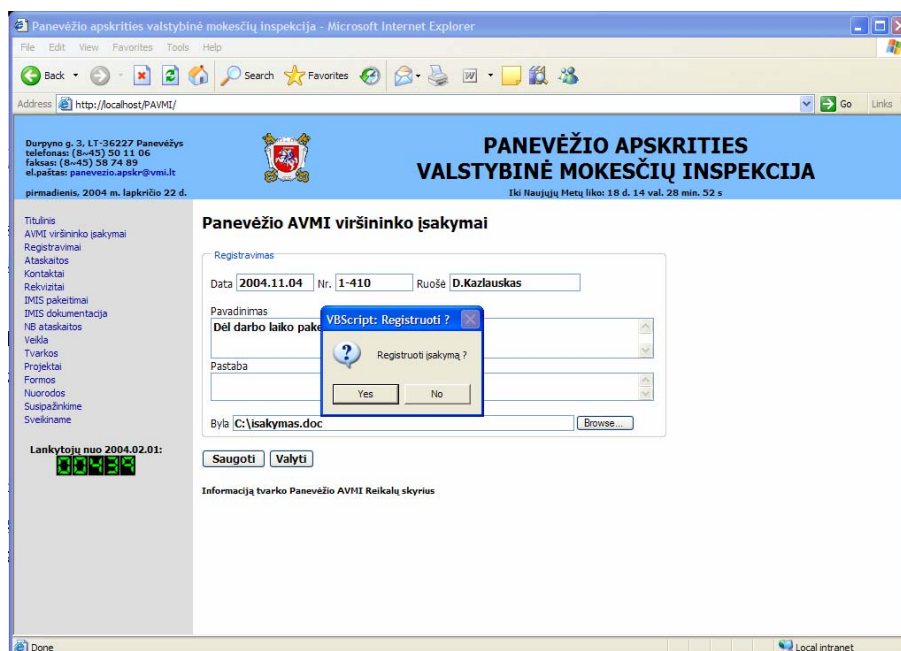 Panevėžio apskrities valstybinė mokesčių inspekcija - Microsoft Internet Explorer
File Edit View Favorites Tools Help
Back Search Favorites
Address http://localhost/PAVMI/ Go Links
Durpyno g. 3, LT-36227 Panevėžys
telefonas: (8~45) 50 11 06
faksas: (8~45) 58 74 89
el.paštas: panevezio.apskr@vmi.lt
pirmadienis, 2004 m. lapkričio 22 d.
PANEVĖŽIO APSKRITIES
VALSTYBINĖ MOKESČIŲ INSPEKCIJA
Iki Naujųjų Metų liko: 18 d. 14 val. 28 min. 52 s
Titulinis
AVMI viršininko įsakymai
Registravimai
Ataskaitos
Kontaktai
Rekvizitai
IMIS pakeitimai
IMIS dokumentacija
NB ataskaitos
Veikla
Tvarkos
Projektai
Formos
Nuorodos
Susipažinkime
Sveikiname
Lankytojų nuo 2004.02.01:
00439
Panevėžio AVMI viršininko įsakymai
Registravimas
Data 2004.11.04 Nr. 1-410 Ruošė D.Kazlauskas
Pavadinimas
Dėl darbo laiko pake
Pastaba
Byla C:\isakymas.doc Browse...
VBScript: Registruoti ?
Registruoti įsakymą ?
Yes No
Saugoti Valyti
Informaciją tvarko Panevėžio AVMI Reikalų skyrius
Done Local intranet